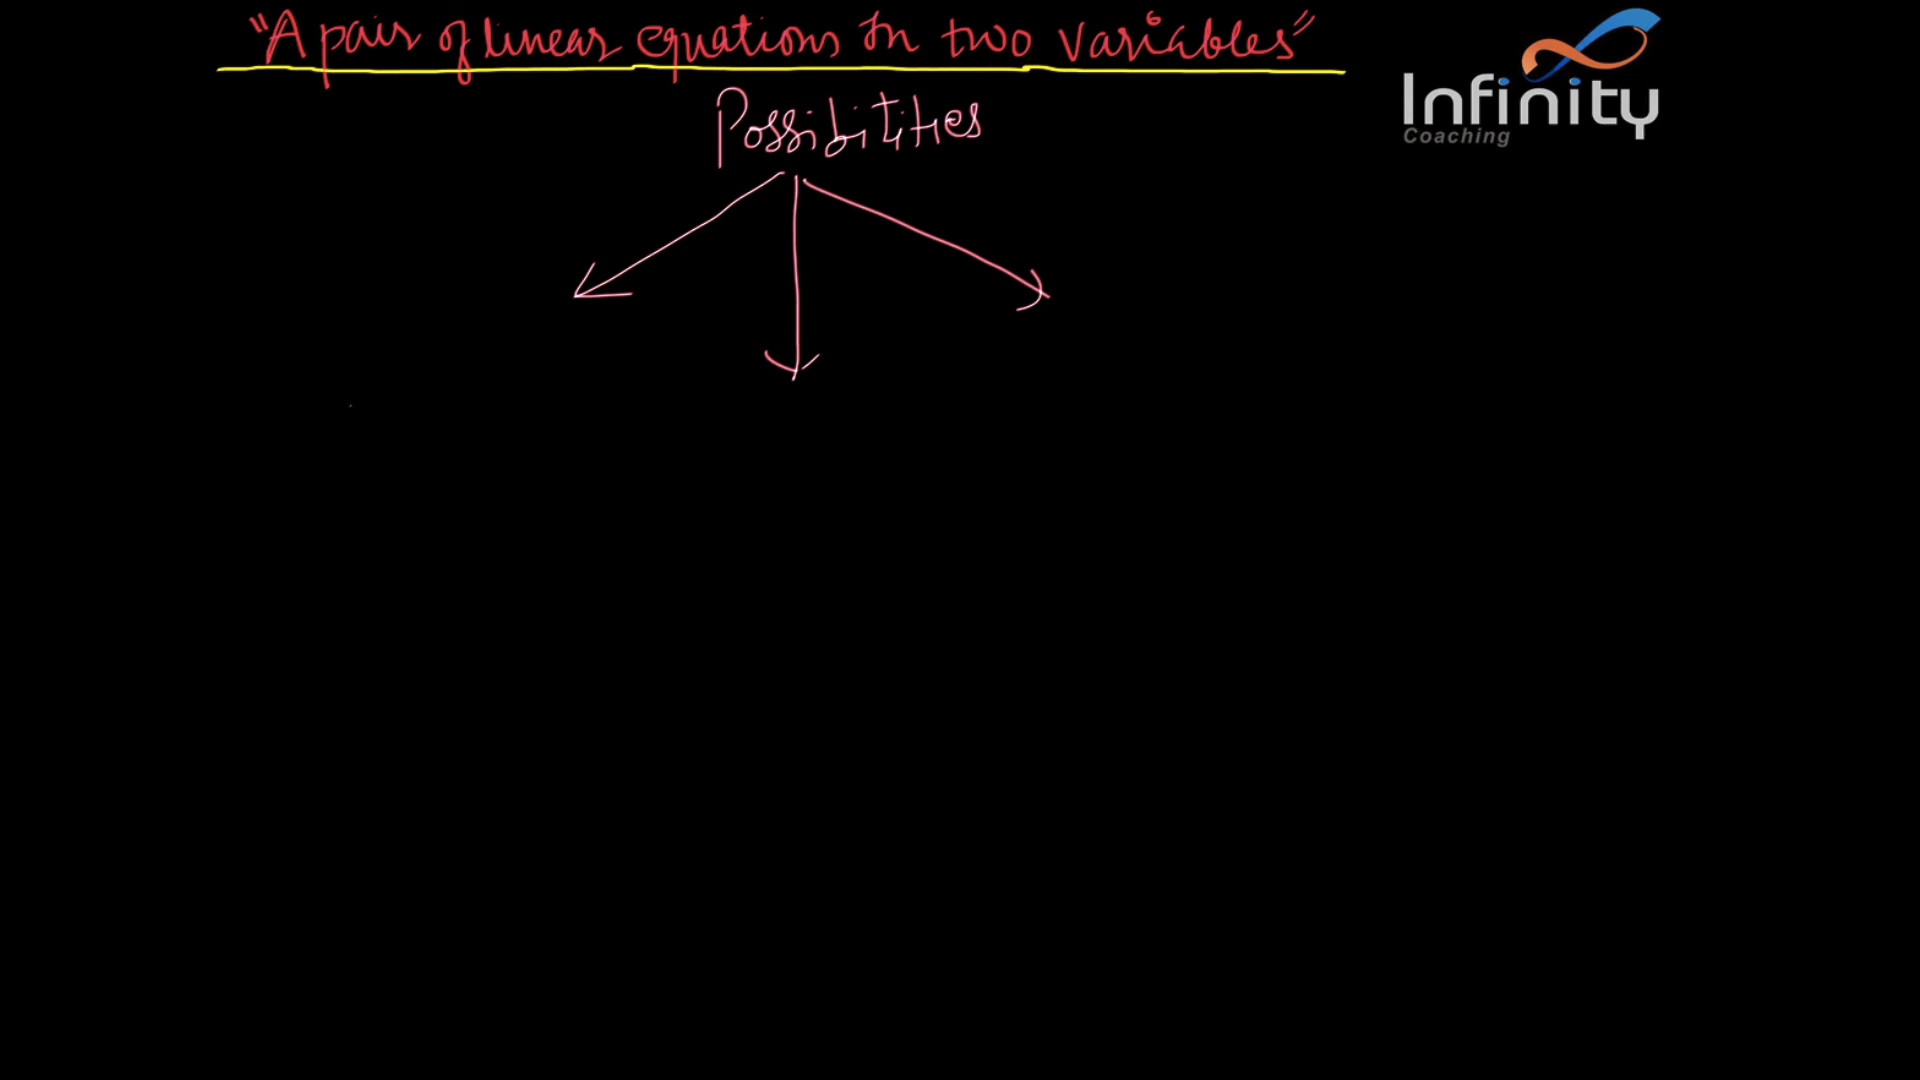 "A pair of linear equations In two variables"
Infinity
Coaching
Possibilities